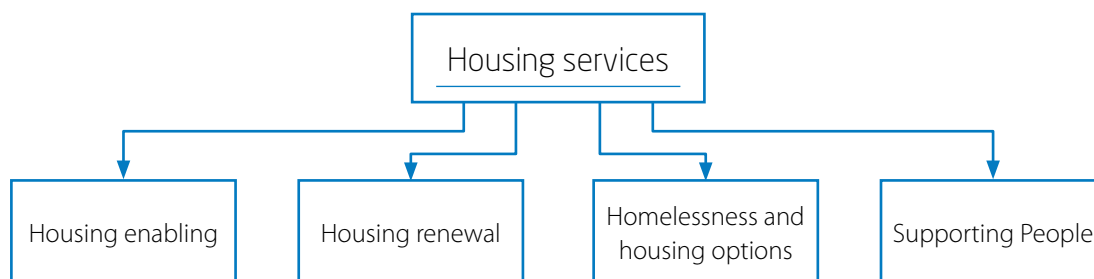 Housing services
Housing enabling
Housing renewal
Homelessness and
housing options
Supporting People